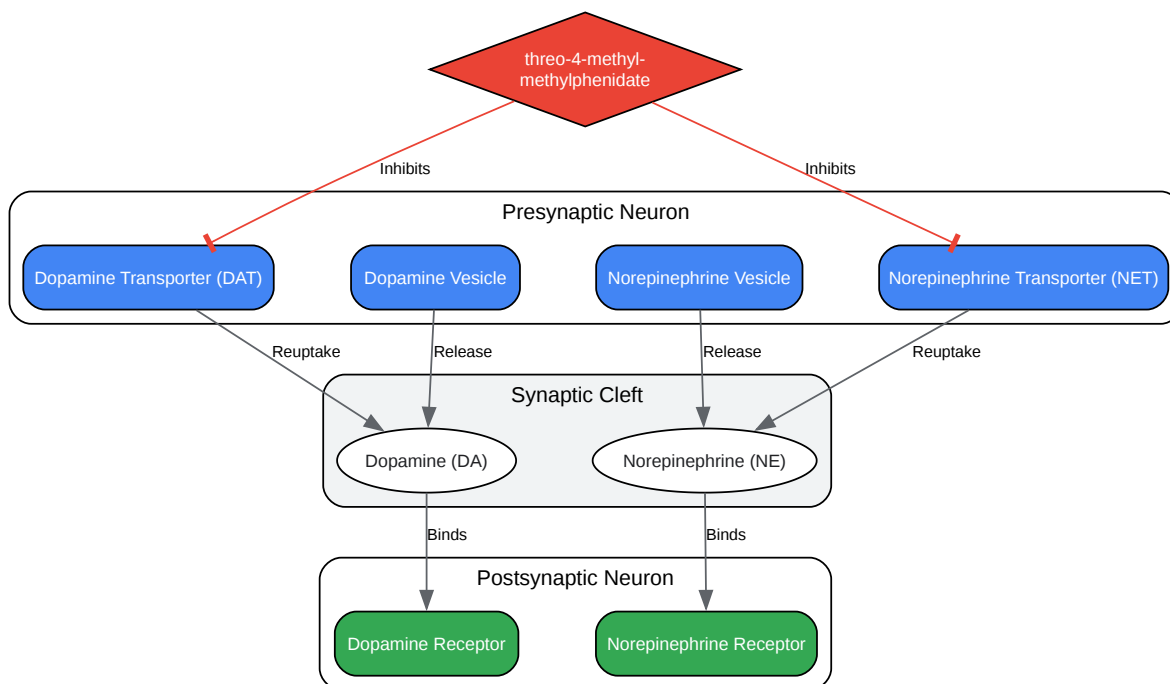 threo-4-methyl-
methylphenidate
Inhibits
Inhibits
Presynaptic Neuron
Dopamine Transporter (DAT)
Dopamine Vesicle
Norepinephrine Vesicle
Norepinephrine Transporter (NET)
Reuptake
Release
Release
Reuptake
Synaptic Cleft
Dopamine (DA)
Norepinephrine (NE)
Binds
Binds
Postsynaptic Neuron
Dopamine Receptor
Norepinephrine Receptor